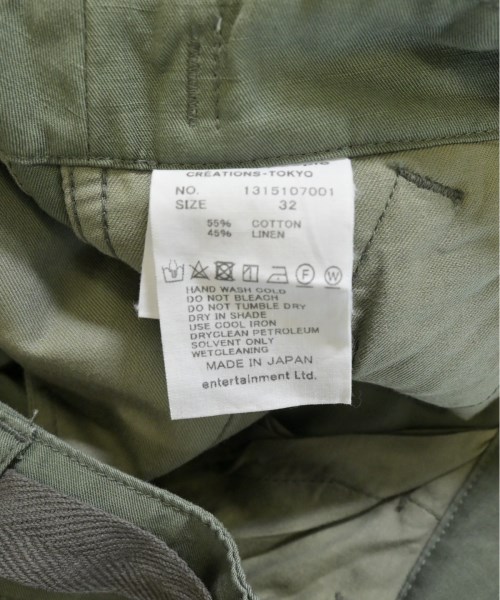 CREATIONS-TOKYO
NO. 1315107001
SIZE 32
55% COTTON
45% LINEN
F W
HAND WASH COLD
DO NOT BLEACH
DO NOT TUMBLE DRY
DRY IN SHADE
USE COOL IRON
DRYCLEAN PETROLEUM
SOLVENT ONLY
WETCLEANING
MADE IN JAPAN
entertainment Ltd.